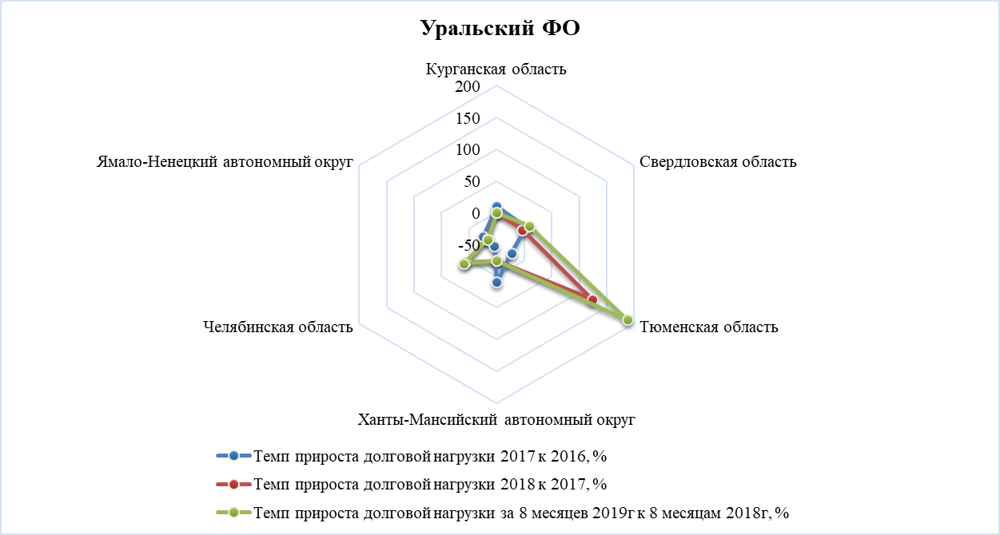 Уральский ФО
Курганская область
200
150
100
50
0
-50
Ямало-Ненецкий автономный округ
Свердловская область
Челябинская область
Тюменская область
Ханты-Мансийский автономный округ
Темп прироста долговой нагрузки 2017 к 2016, %
Темп прироста долговой нагрузки 2018 к 2017, %
Темп прироста долговой нагрузки за 8 месяцев 2019г к 8 месяцам 2018г, %